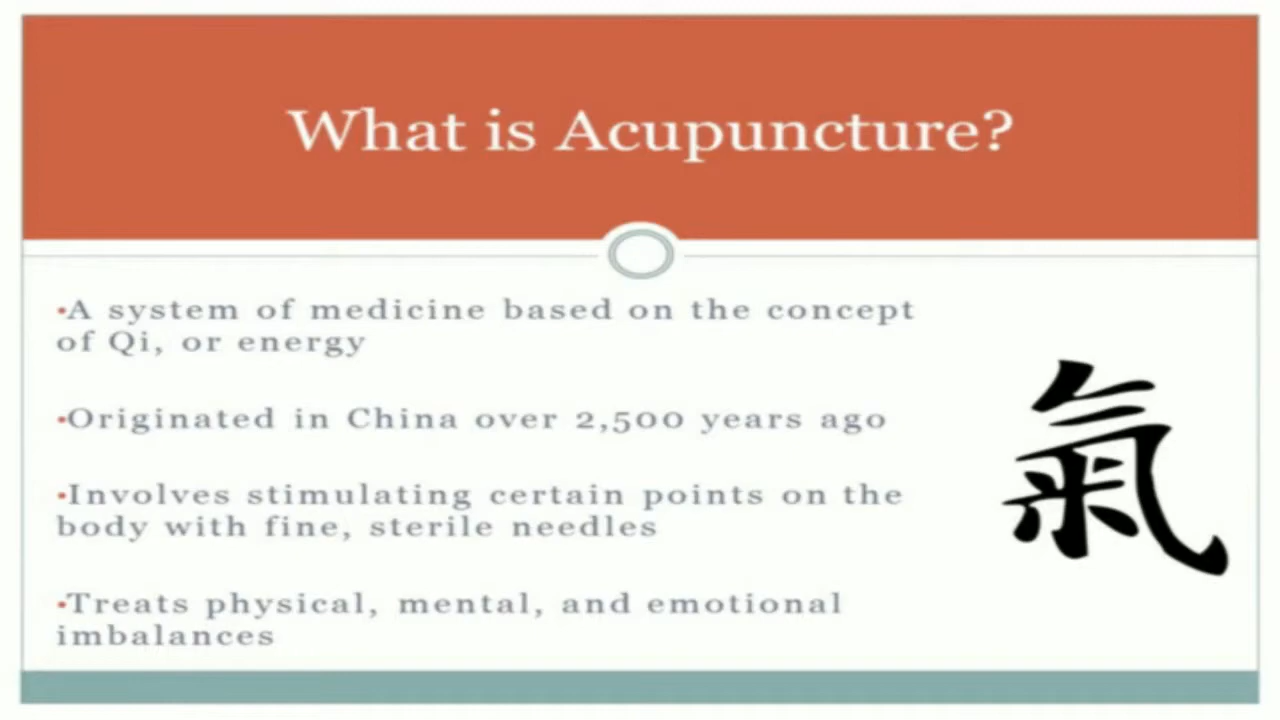 What is Acupuncture?
•A system of medicine based on the concept
of Qi, or energy
•Originated in China over 2,500 years ago
•Involves stimulating certain points on the
body with fine, sterile needles
•Treats physical, mental, and emotional
imbalances
氣